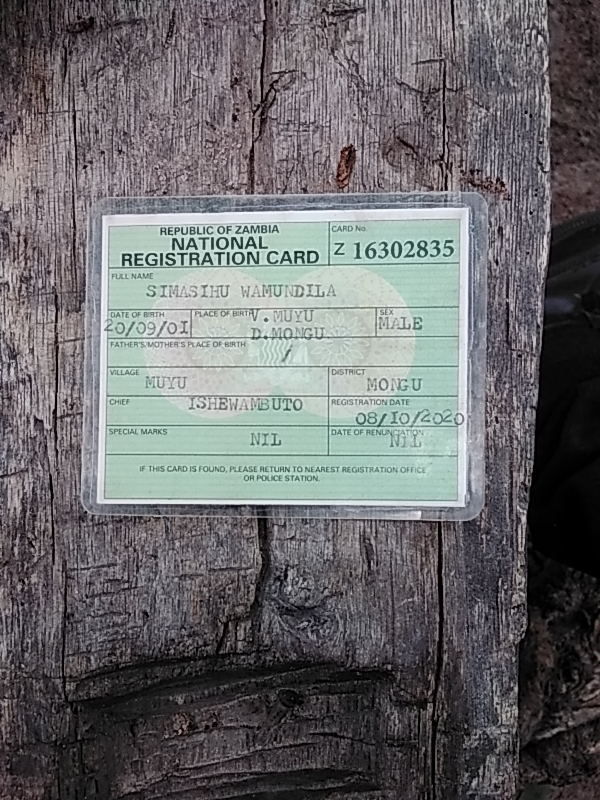 REPUBLIC OF ZAMBIA
NATIONAL
REGISTRATION CARD
CARD No.
Z 16302835
FULL NAME
SIMASIHU WAMUNDILA
DATE OF BIRTH
20/09/01
PLACE OF BIRTH
V.MUYU
D.MONGU
SEX
MALE
FATHER'S/MOTHER'S PLACE OF BIRTH
/
VILLAGE
MUYU
DISTRICT
MONGU
CHIEF
ISHEWAMBUTO
REGISTRATION DATE
08/10/2020
SPECIAL MARKS
NIL
DATE OF RENUNCIATION
NIL
IF THIS CARD IS FOUND, PLEASE RETURN TO NEAREST REGISTRATION OFFICE
OR POLICE STATION.